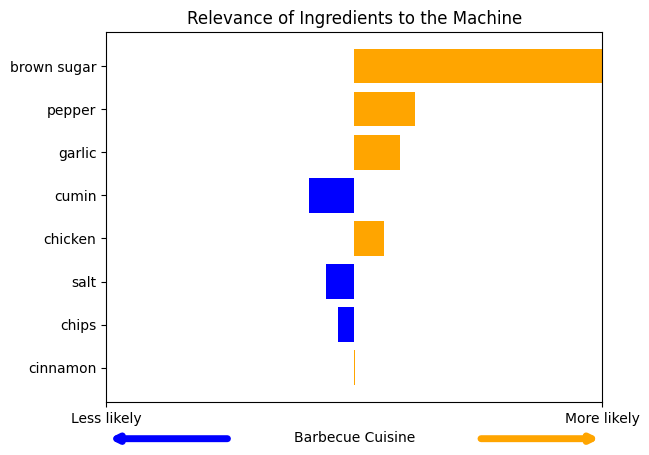 Relevance of Ingredients to the Machine
brown sugar
pepper
garlic
cumin
chicken
salt
chips
cinnamon
Less likely
More likely
Barbecue Cuisine